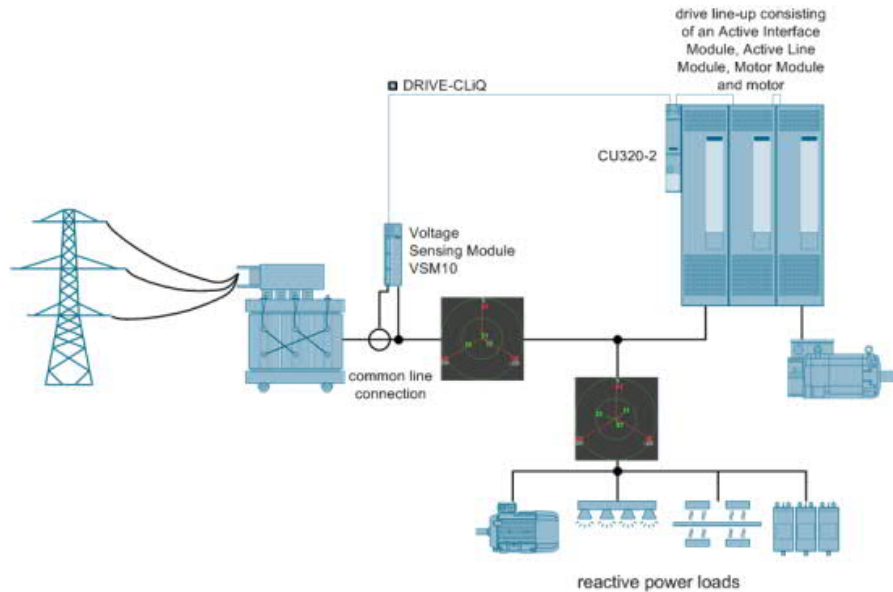 drive line-up consisting
of an Active Interface
Module, Active Line
Module, Motor Module
and motor
DRIVE-CLiQ
CU320-2
Voltage
Sensing Module
VSM10
common line
connection
reactive power loads